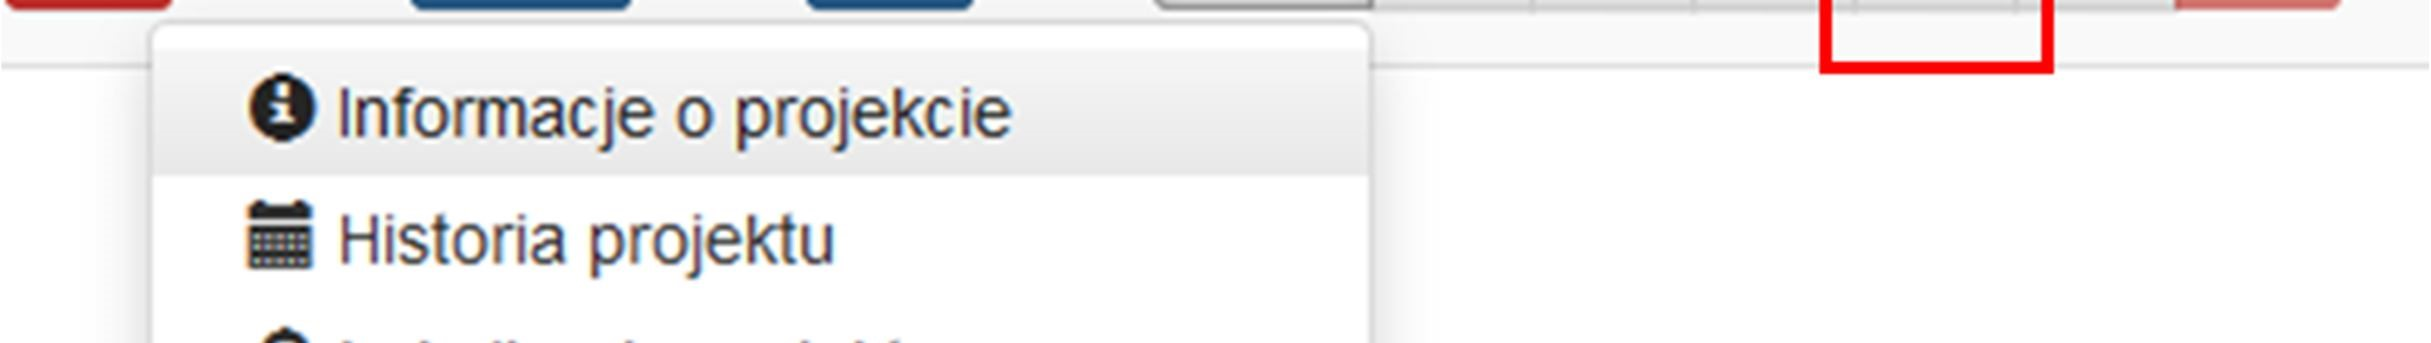 Informacje o projekcie
Historia projektu